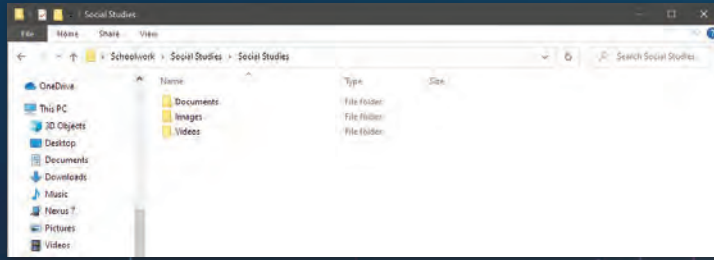 Social Studies
File Home Share View
Schoolwork › Social Studies › Social Studies
Search Social Studies
Name Type Size
Documents File folder
Images File folder
Videos File folder
OneDrive
This PC
3D Objects
Desktop
Documents
Downloads
Music
Nexus 7
Pictures
Videos